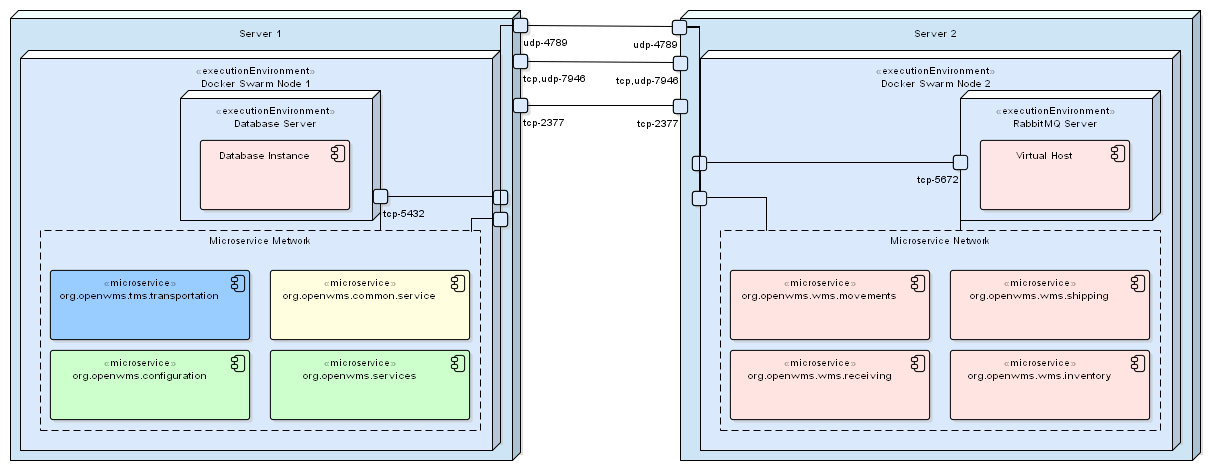 Server 1
«executionEnvironment»
Docker Swarm Node 1
«executionEnvironment»
Database Server
Database Instance
tcp-5432
Microservice Network
«microservice»
org.openwms.tms.transportation
«microservice»
org.openwms.common.service
«microservice»
org.openwms.configuration
«microservice»
org.openwms.services
udp-4789
udp-4789
tcp,udp-7946
tcp,udp-7946
tcp-2377
tcp-2377
Server 2
«executionEnvironment»
Docker Swarm Node 2
«executionEnvironment»
RabbitMQ Server
Virtual Host
tcp-5672
Microservice Network
«microservice»
org.openwms.wms.movements
«microservice»
org.openwms.wms.shipping
«microservice»
org.openwms.wms.receiving
«microservice»
org.openwms.wms.inventory